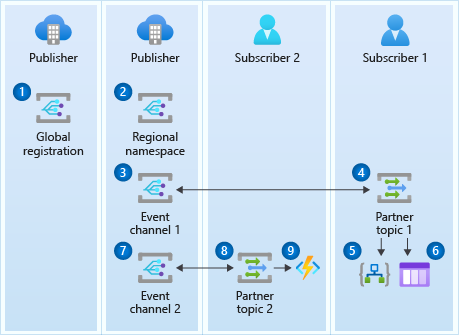 Publisher
Publisher
Subscriber 2
Subscriber 1
1
2
Global
registration
Regional
namespace
3
4
Event
channel 1
Partner
topic 1
5
6
7
8
9
Event
channel 2
Partner
topic 2